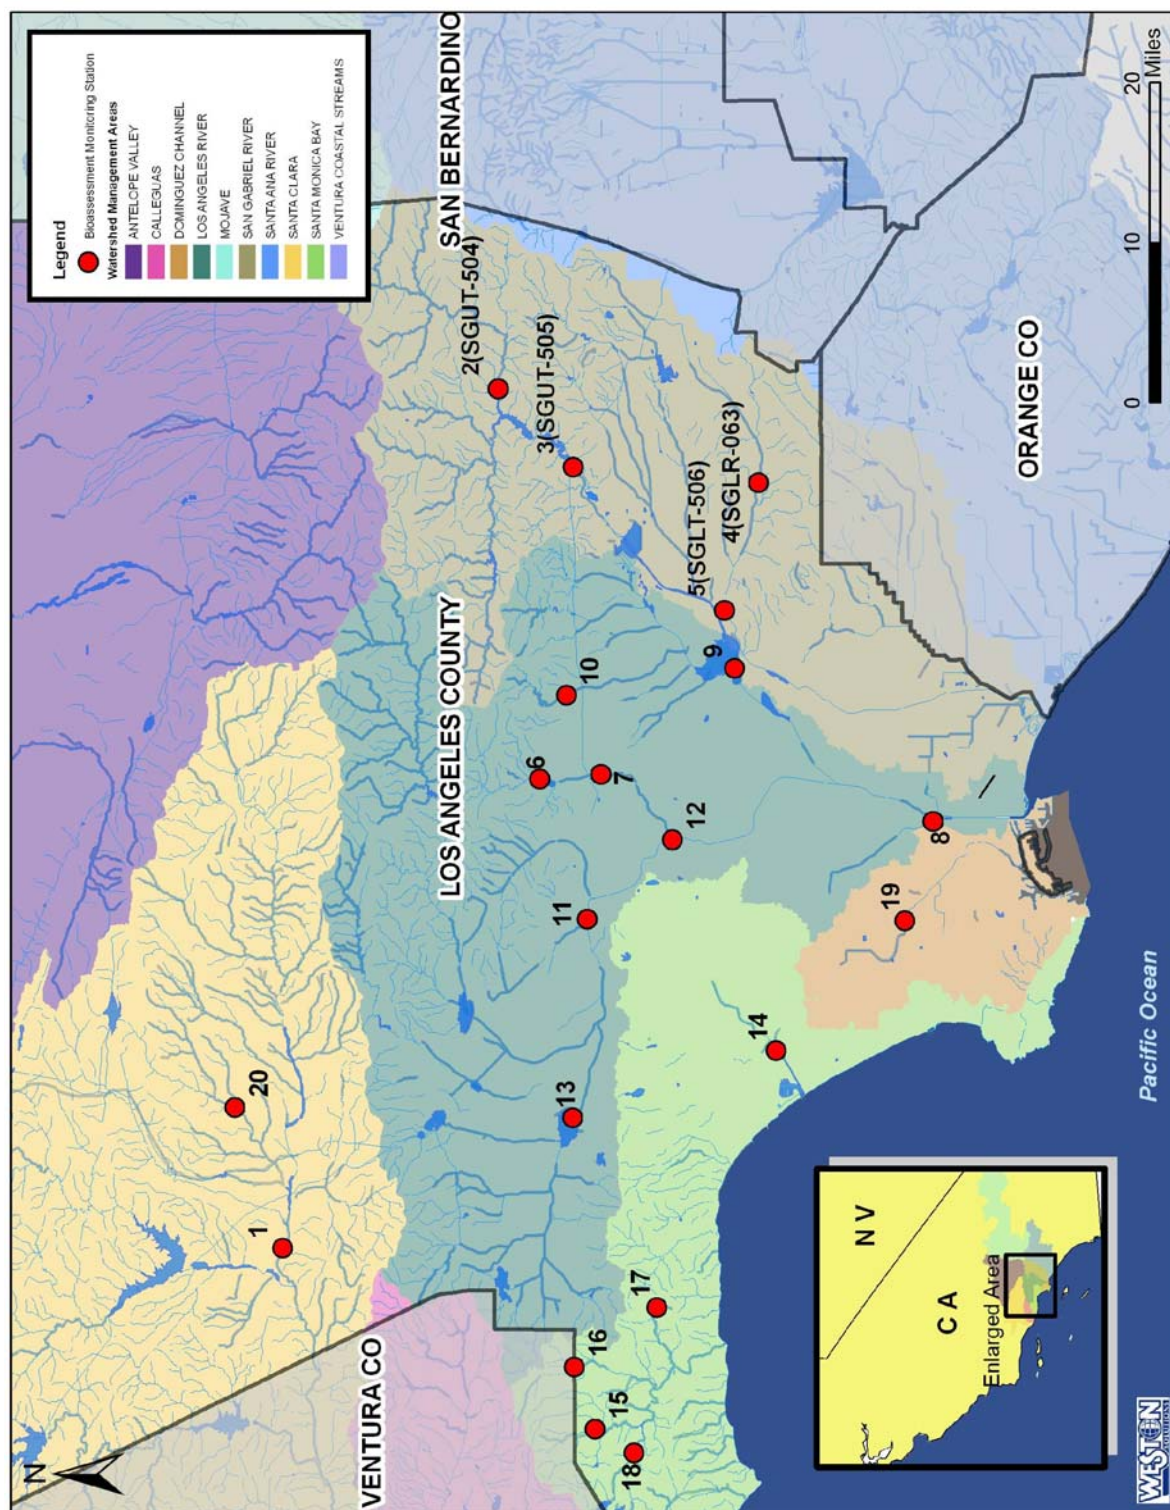 Legend
Bioassessment Monitoring Station
Watershed Management Areas
ANTELOPE VALLEY
CALLEGUAS
DOMINGUEZ CHANNEL
LOS ANGELES RIVER
MOJAVE
SAN GABRIEL RIVER
SANTA ANA RIVER
SANTA CLARA
SANTA MONICA BAY
VENTURA COASTAL STREAMS
N
VENTURA CO
LOS ANGELES COUNTY
SAN BERNARDINO
ORANGE CO
1
20
2(SGUT-504)
3(SGUT-505)
5(SGLT-506)
4(SGLR-063)
6
10
7
9
11
12
13
16
15
17
18
14
19
8
Pacific Ocean
0
10
20
Miles
N V
C A
Enlarged Area
WESTON
SOLUTIONS